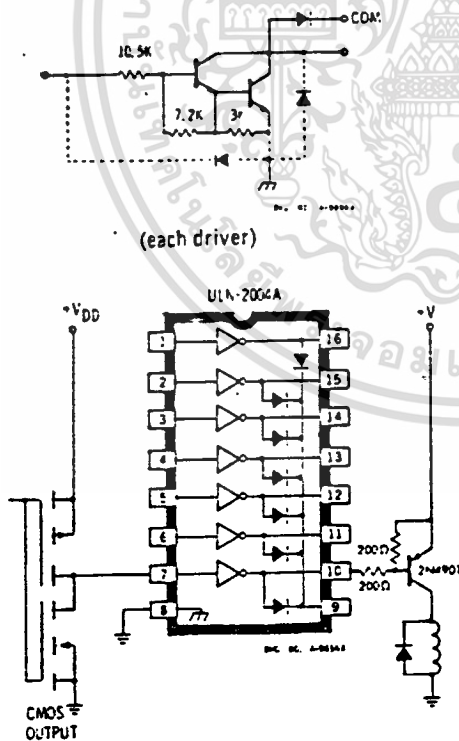 COM
10.5K
7.2K
(each driver)
ULN-2004A
+VDD
+V
1
16
2
15
3
14
4
13
5
12
6
11
7
10
8
9
200Ω
200Ω
CMOS
OUTPUT